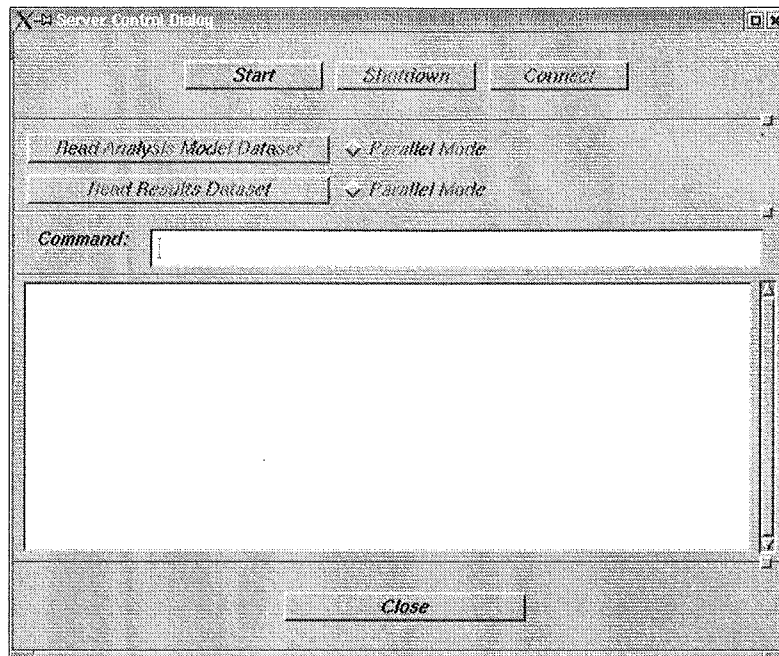 Server Control Dialog
Start Shutdown Connect
Read Analysis Model Dataset Parallel Mode
Read Results Dataset Parallel Mode
Command:
Close